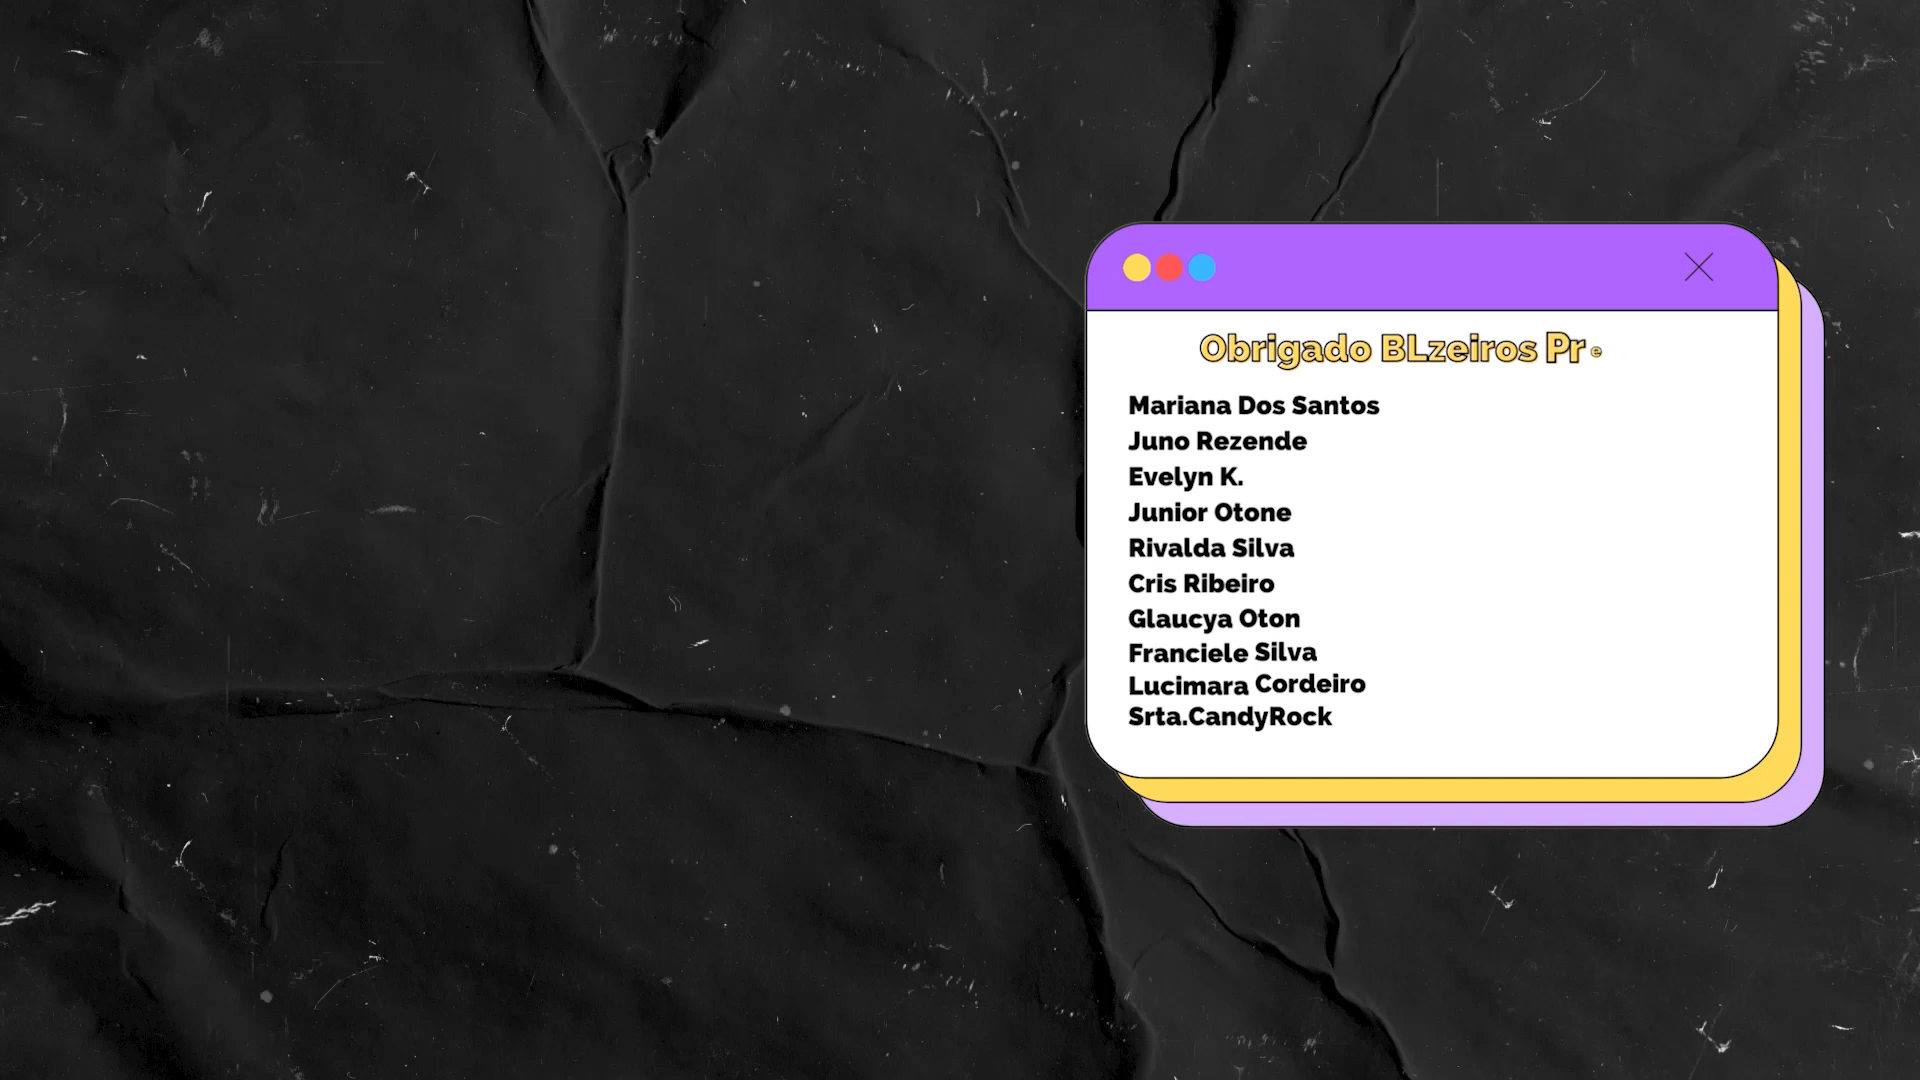 Obrigado BLzeiros Pre
Mariana Dos Santos
Juno Rezende
Evelyn K.
Junior Otone
Rivalda Silva
Cris Ribeiro
Glaucya Oton
Franciele Silva
Lucimara Cordeiro
Srta.CandyRock